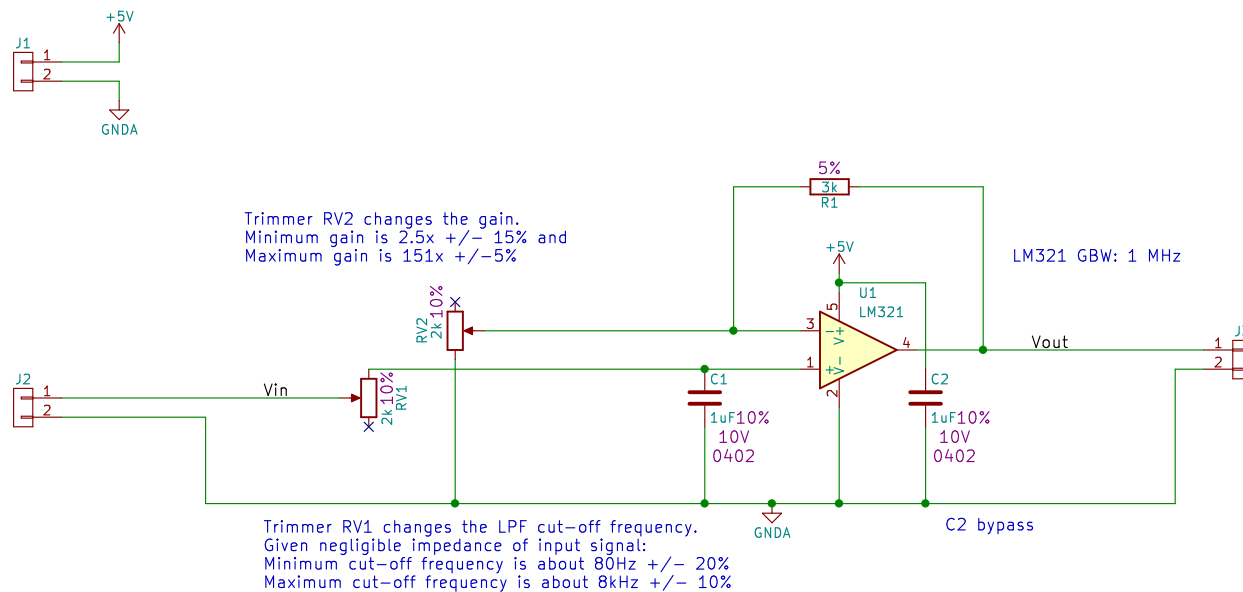 +5V
J1
1
2
GNDA
5%
3k
R1
Trimmer RV2 changes the gain.
Minimum gain is 2.5x +/- 15% and
Maximum gain is 151x +/-5%
+5V
LM321 GBW: 1 MHz
U1
LM321
RV2
2k
10%
3
5
-
V+
4
Vout
1
2
1
+
V-
2
J2
1
2
Vin
2k
10%
RV1
C1
1uF 10%
10V
0402
C2
1uF 10%
10V
0402
GNDA
C2 bypass
Trimmer RV1 changes the LPF cut-off frequency.
Given negligible impedance of input signal:
Minimum cut-off frequency is about 80Hz +/- 20%
Maximum cut-off frequency is about 8kHz +/- 10%